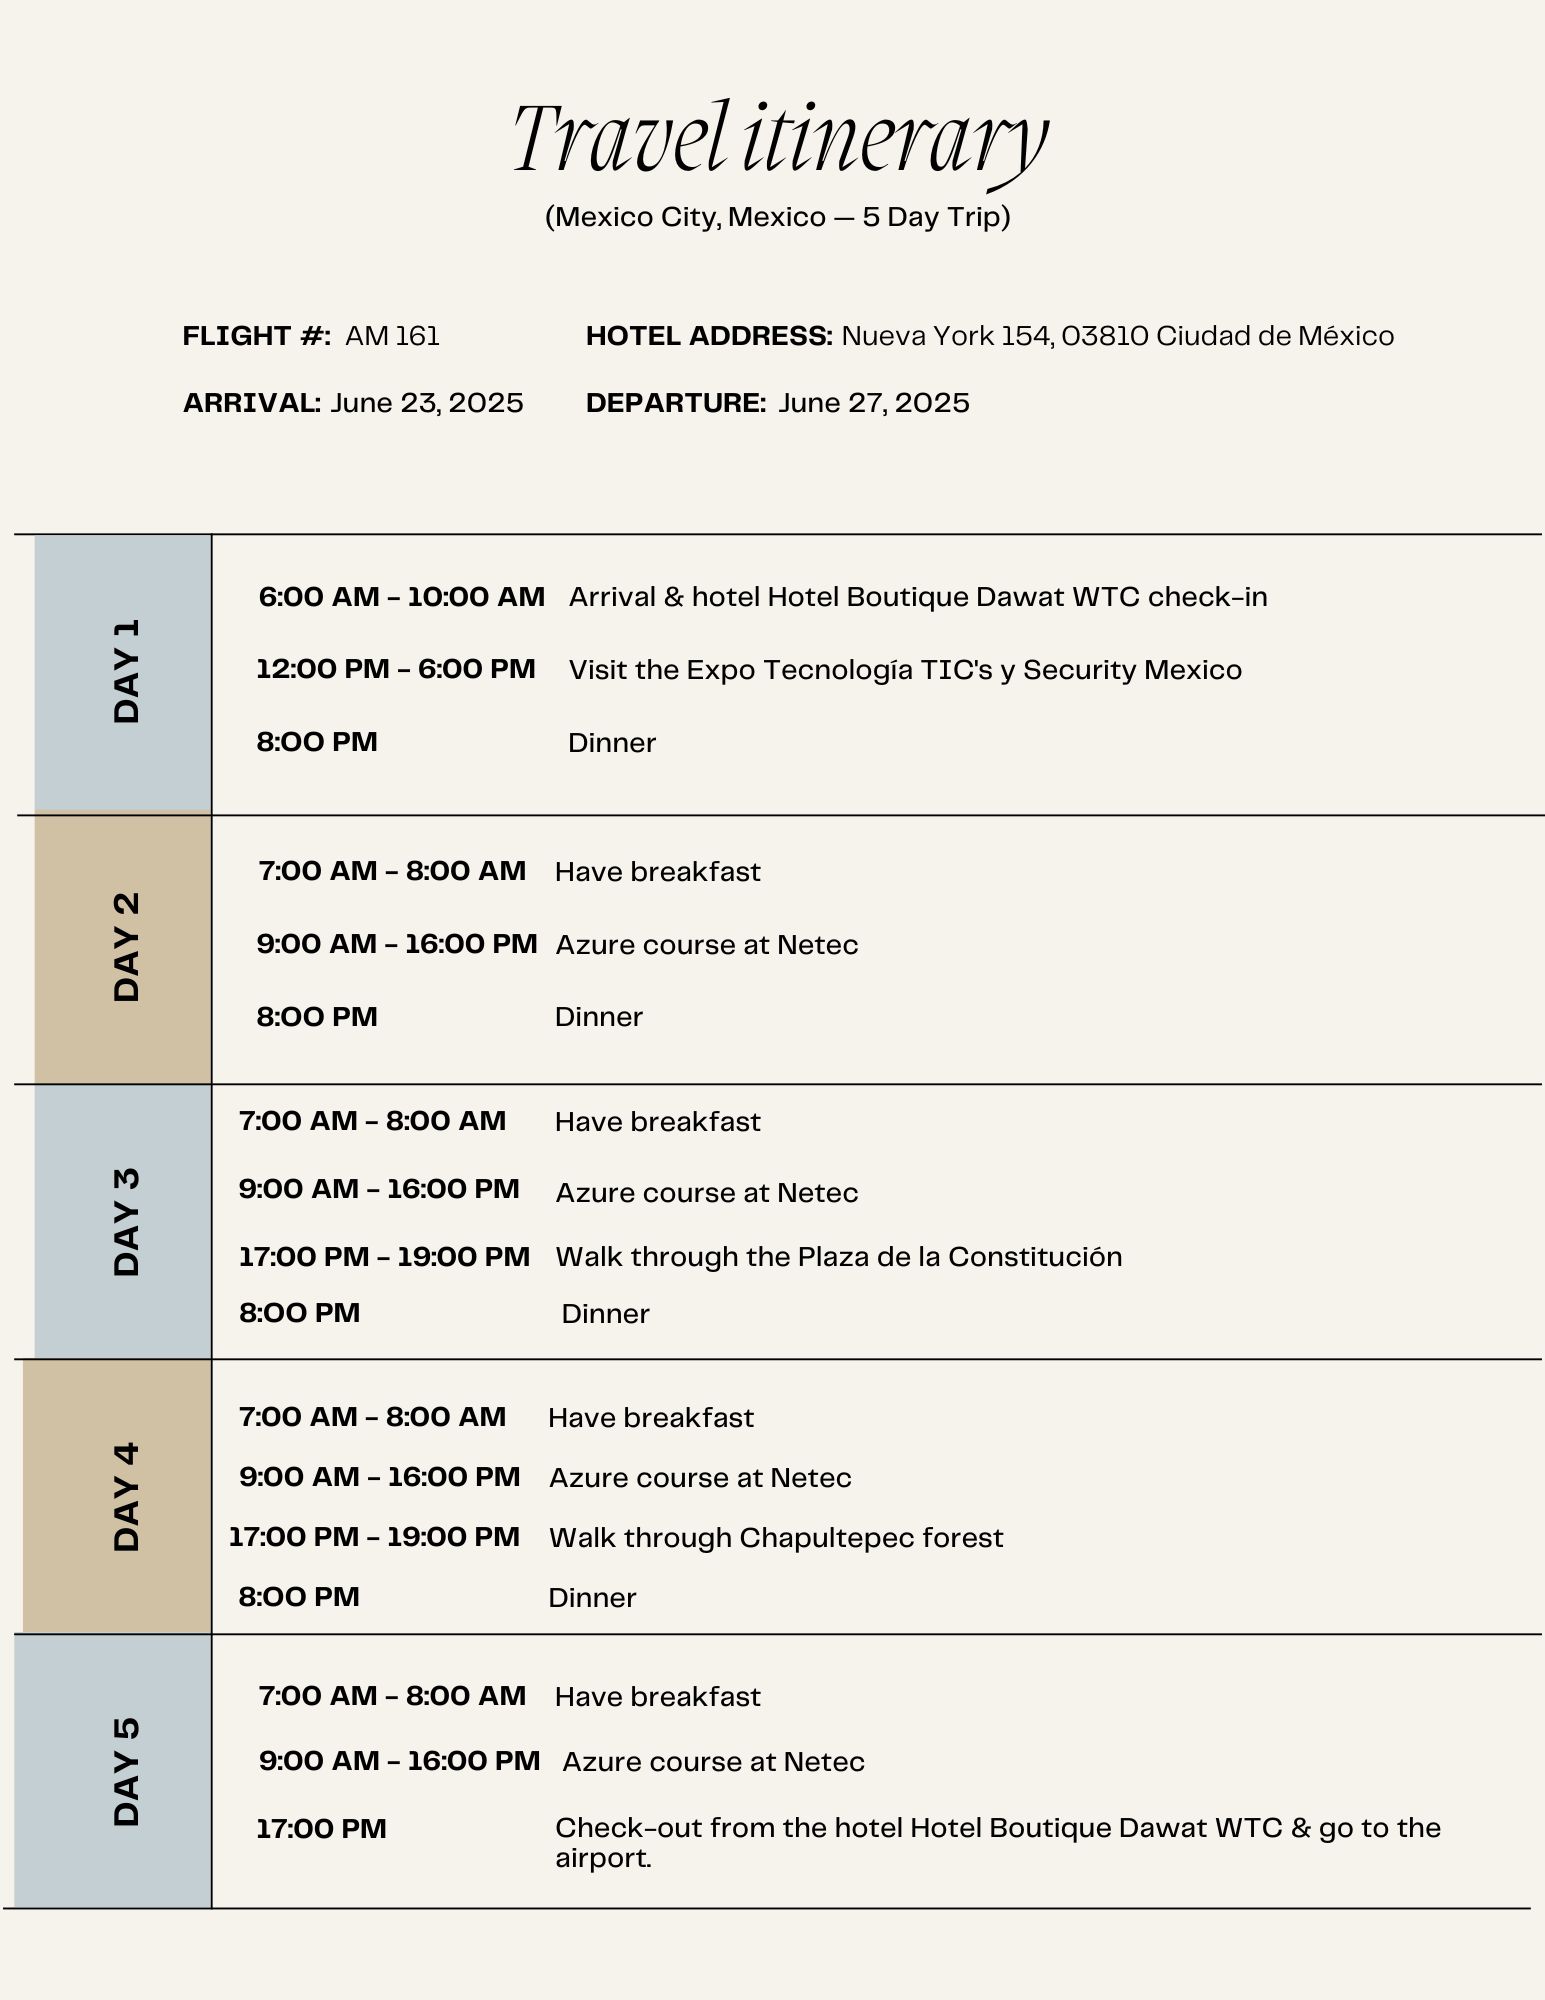 Travel itinerary
(Mexico City, Mexico — 5 Day Trip)
FLIGHT #: AM 161
HOTEL ADDRESS: Nueva York 154, 03810 Ciudad de México
ARRIVAL: June 23, 2025
DEPARTURE: June 27, 2025
DAY 1
6:00 AM - 10:00 AM Arrival & hotel Hotel Boutique Dawat WTC check-in
12:00 PM - 6:00 PM Visit the Expo Tecnología TIC's y Security Mexico
8:00 PM Dinner
DAY 2
7:00 AM - 8:00 AM Have breakfast
9:00 AM - 16:00 PM Azure course at Netec
8:00 PM Dinner
DAY 3
7:00 AM - 8:00 AM Have breakfast
9:00 AM - 16:00 PM Azure course at Netec
17:00 PM - 19:00 PM Walk through the Plaza de la Constitución
8:00 PM Dinner
DAY 4
7:00 AM - 8:00 AM Have breakfast
9:00 AM - 16:00 PM Azure course at Netec
17:00 PM - 19:00 PM Walk through Chapultepec forest
8:00 PM Dinner
DAY 5
7:00 AM - 8:00 AM Have breakfast
9:00 AM - 16:00 PM Azure course at Netec
17:00 PM Check-out from the hotel Hotel Boutique Dawat WTC & go to the
airport.